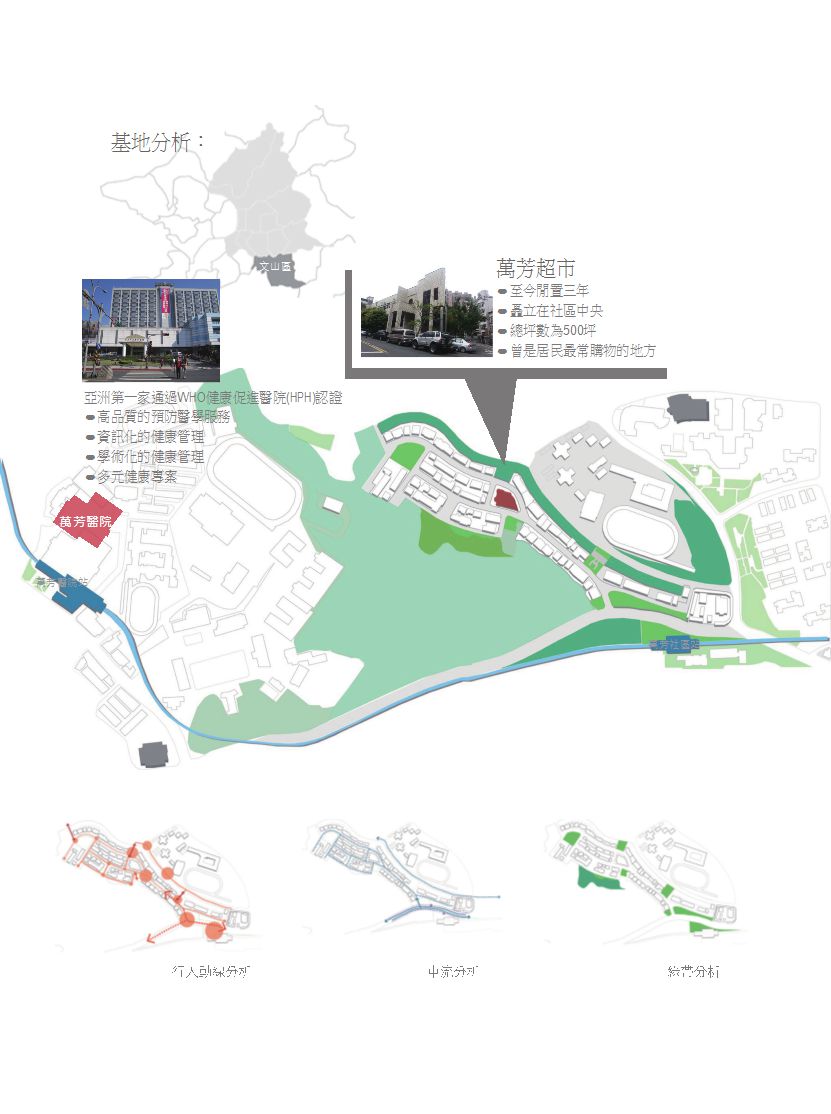 基地分析：
文山區
萬芳超市
●至今閒置三年
●矗立在社區中央
●總坪數為500坪
●曾是居民最常購物的地方
亞洲第一家通過WHO健康促進醫院(HPH)認證
●高品質的預防醫學服務
●資訊化的健康管理
●學術化的健康管理
●多元健康專案
萬芳醫院
萬芳醫院站
萬芳社區站
行人動線分析
車流分析
綠帶分析